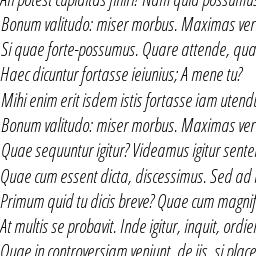 An potest cupiditas finiri? Nam quid possumus
Bonum valitudo: miser morbus. Maximas ver
Si quae forte-possumus. Quare attende, qua
Haec dicuntur fortasse ieiunius; A mene tu?
Mihi enim erit isdem istis fortasse iam utendu
Bonum valitudo: miser morbus. Maximas ver
Quae sequuntur igitur? Videamus igitur senten
Quae cum essent dicta, discessimus. Sed ad
Primum quid tu dicis breve? Quae cum magnif
At multis se probavit. Inde igitur, inquit, ordien
Quae in controversiam veniunt, de iis, si place